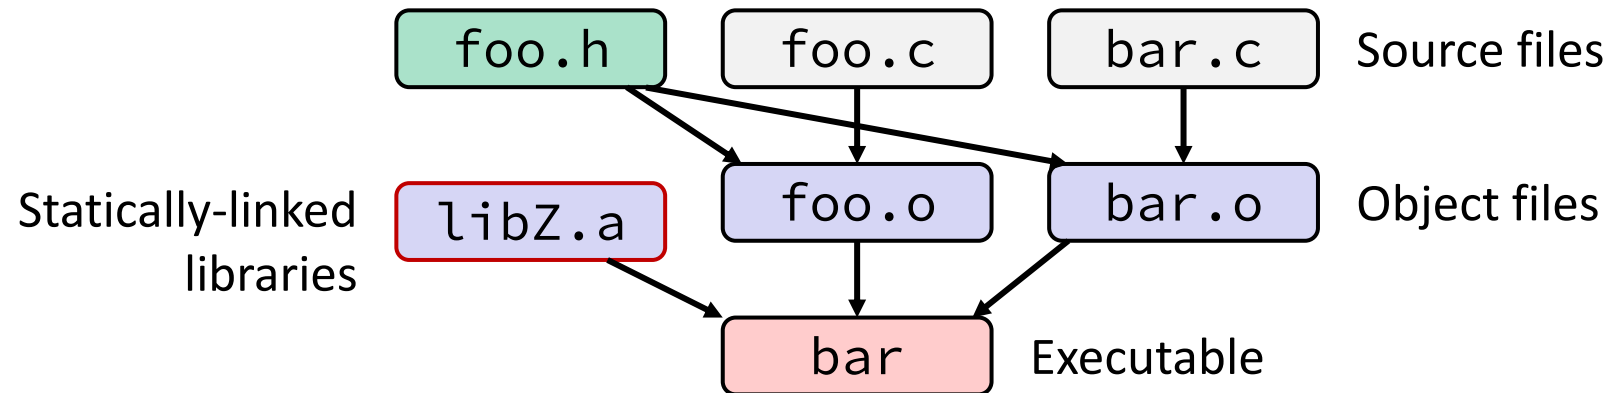 foo.h
foo.c
bar.c
Source files
Statically-linked
libraries
libZ.a
foo.o
bar.o
Object files
bar
Executable